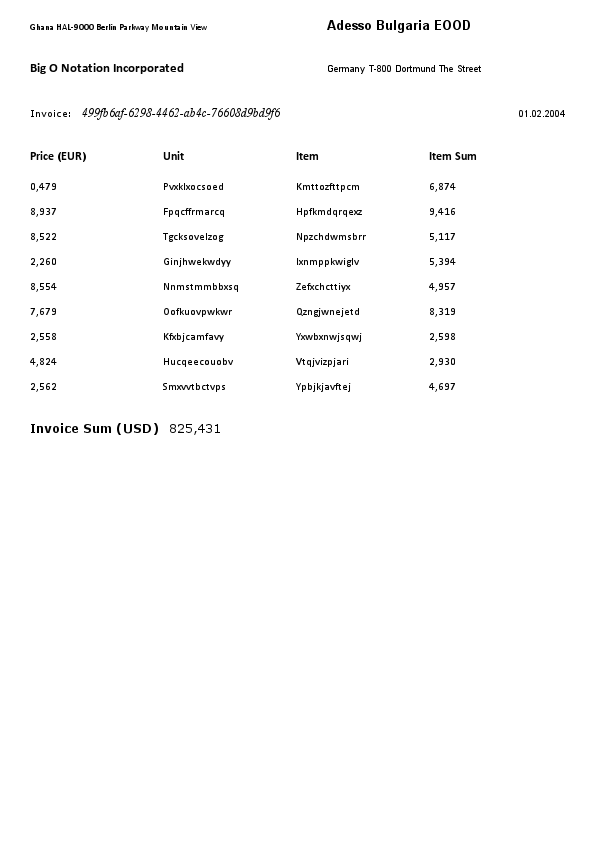 Ghana HAL-9000 Berlin Parkway Mountain View
Adesso Bulgaria EOOD
Big O Notation Incorporated
Germany T-800 Dortmund The Street
Invoice: 499fb6af-6298-4462-ab4c-76608d9bd9f6 01.02.2004
Price (EUR) Unit Item Item Sum
0,479 Pvxklxocsoed Kmttozfttpcm 6,874
8,937 Fpqcffrmarcq Hpfkmdqrqexz 9,416
8,522 Tgcksovelzog Npzchdwmsbrr 5,117
2,260 Ginjhwekwdyy Ixnmppkwiglv 5,394
8,554 Nnmstmmbbxsq Zefxchcttiyx 4,957
7,679 Oofkuovpwkwr Qzngjwnejetd 8,319
2,558 Kfxbjcamfavy Yxwbxnwjsqwj 2,598
4,824 Hucqeecouobv Vtqjvizpjari 2,930
2,562 Smxvvtbctvps Ypbjkjavftej 4,697
Invoice Sum (USD) 825,431